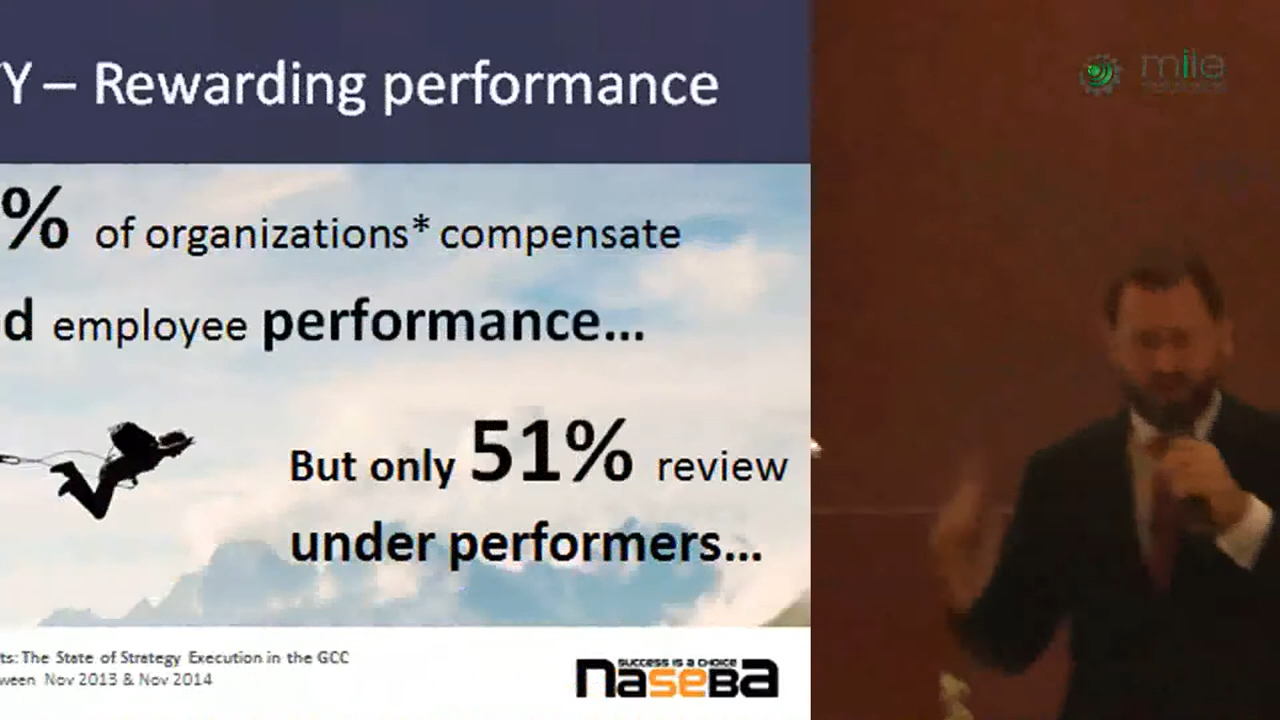 Y – Rewarding performance
mile
% of organizations* compensate
d employee performance...
But only 51% review
under performers...
ts: The State of Strategy Execution in the GCC
ween Nov 2013 & Nov 2014
SUCCESS IS A CHOICE
naseBa